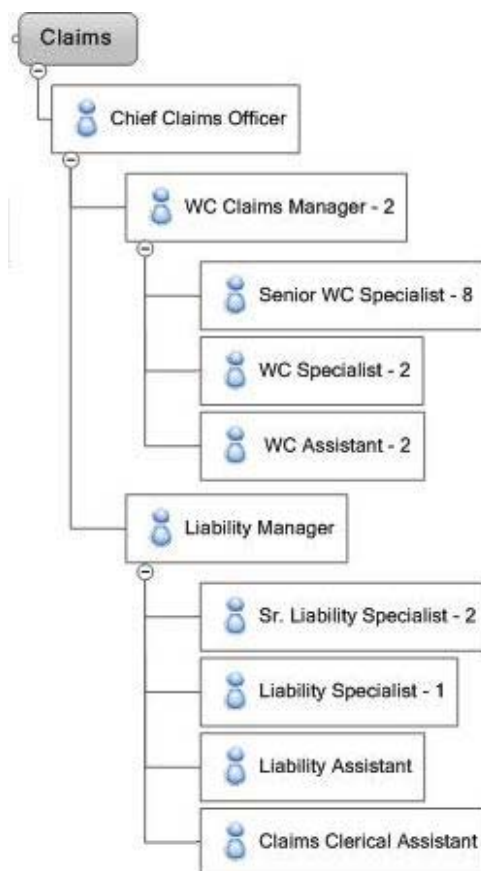 Claims
Chief Claims Officer
WC Claims Manager - 2
Senior WC Specialist - 8
WC Specialist - 2
WC Assistant - 2
Liability Manager
Sr. Liability Specialist - 2
Liability Specialist - 1
Liability Assistant
Claims Clerical Assistant